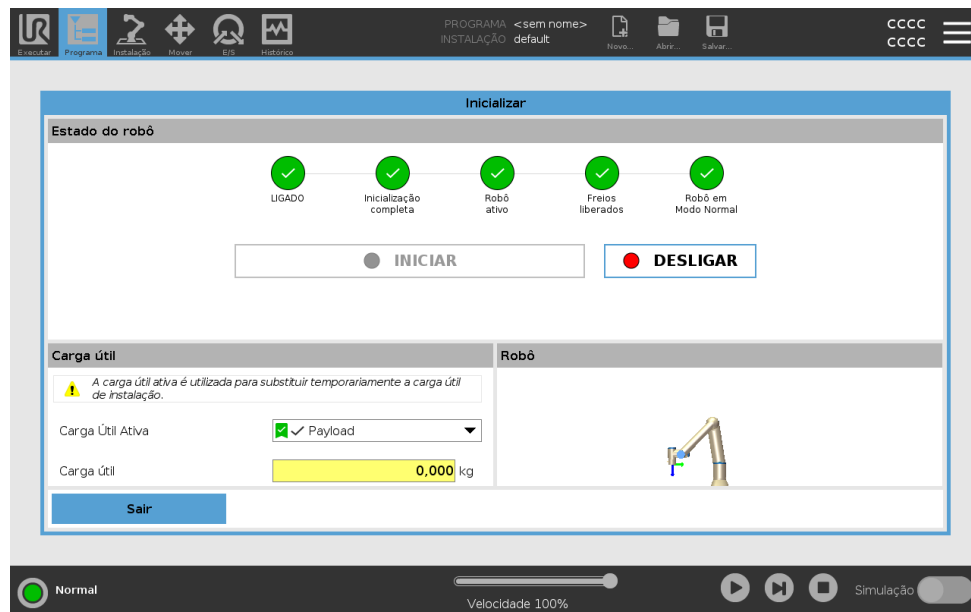 PROGRAMA <sem nome>
INSTALAÇÃO default
CCCC
CCCC
UR
Executar Programa Instalação Mover E/S Histórico Novo... Abrir... Salvar...
Inicializar
Estado do robô
LIGADO
Inicialização
completa
Robô
ativo
Freios
liberados
Robô em
Modo Normal
INICIAR
DESLIGAR
Carga útil
A carga útil ativa é utilizada para substituir temporariamente a carga útil
de instalação.
Carga Útil Ativa
Payload
Carga útil
0,000 kg
Robô
Sair
Normal
Velocidade 100%
Simulação